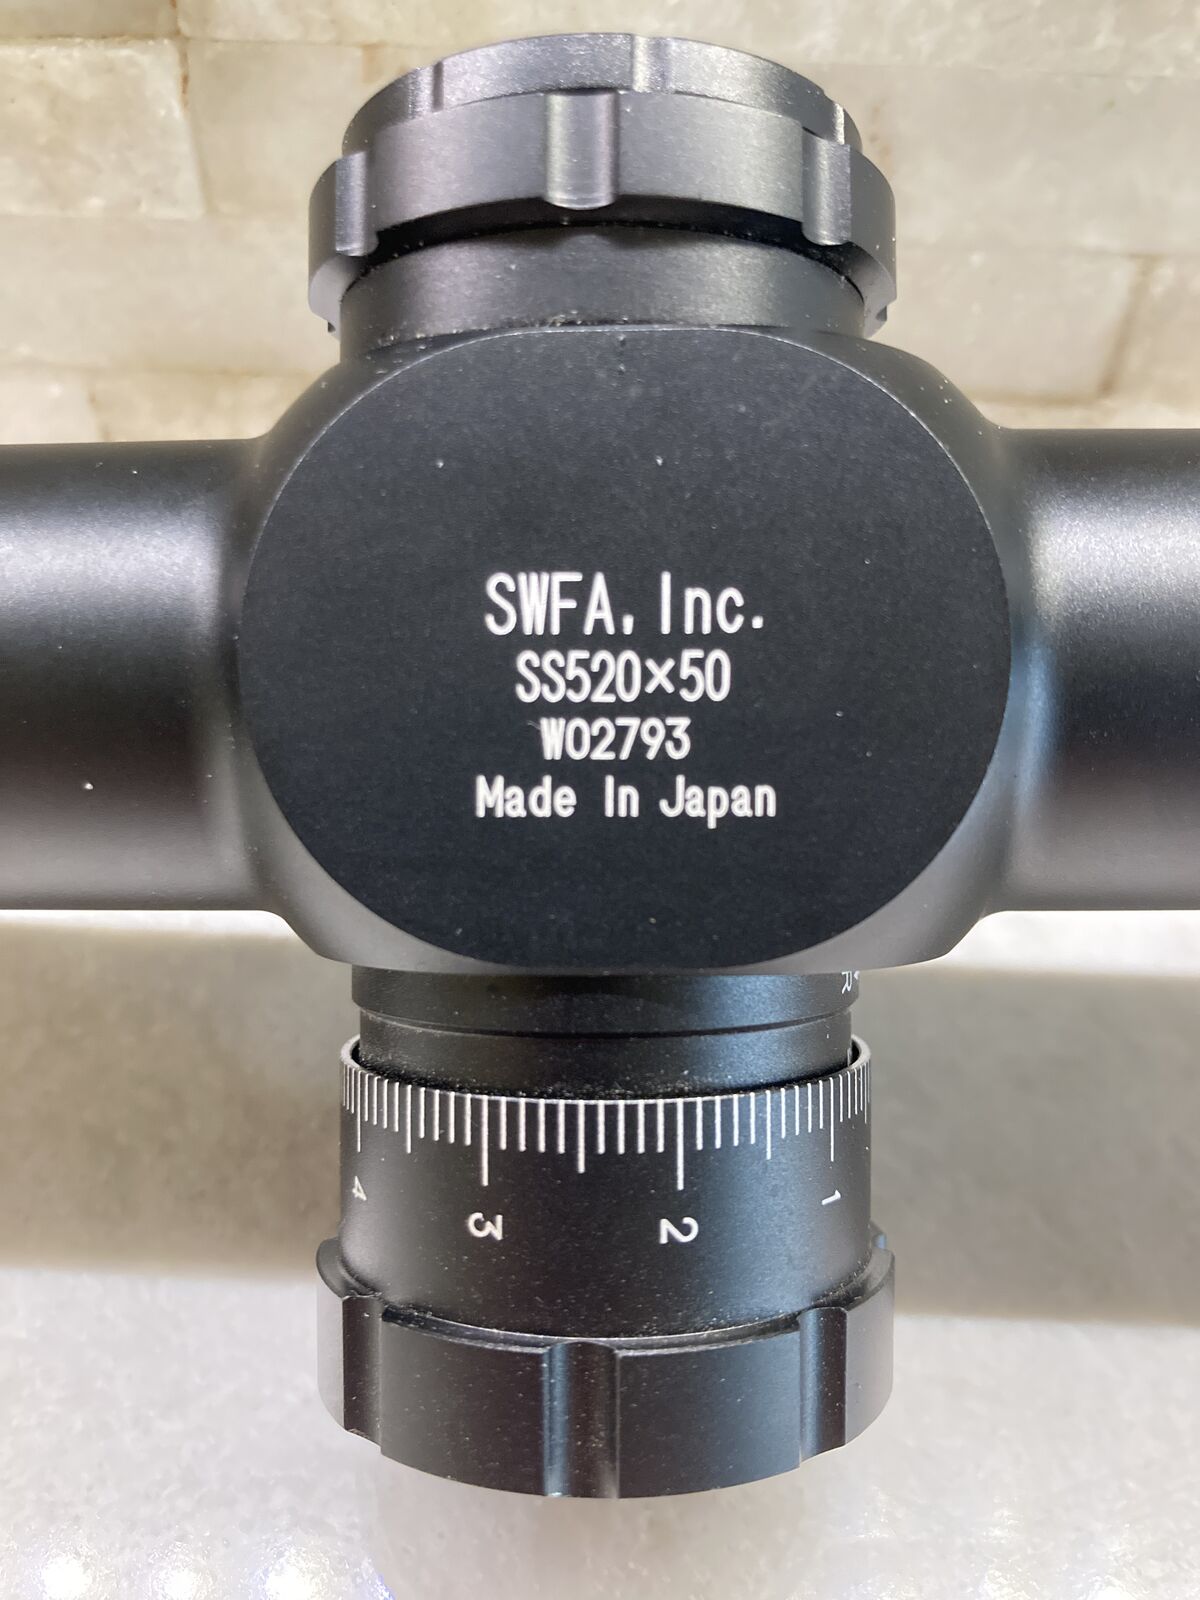 SWFA, Inc.
SS520×50
W02793
Made In Japan
R
4 3 2 1